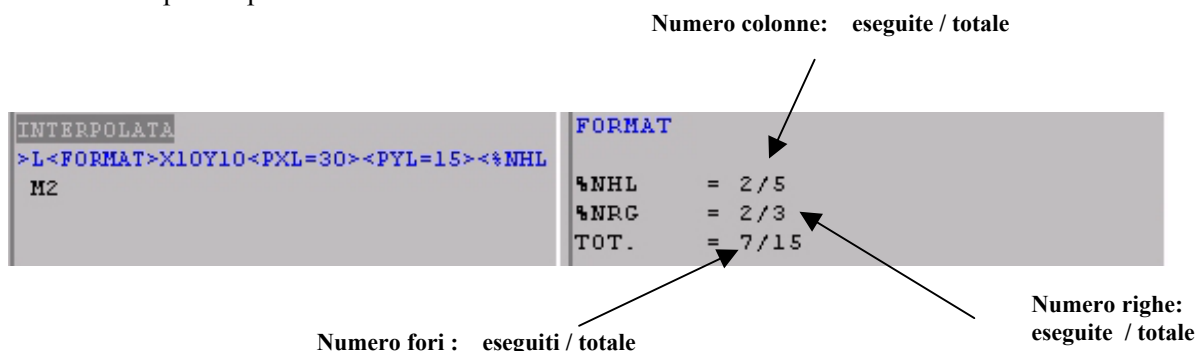 Numero colonne: eseguite / totale
INTERPOLATA
>L<FORMAT>X10Y10<PXL=30><PYL=15><%NHL
M2
FORMAT
%NHL = 2/5
%NRG = 2/3
TOT. = 7/15
Numero righe:
eseguite / totale
Numero fori : eseguiti / totale